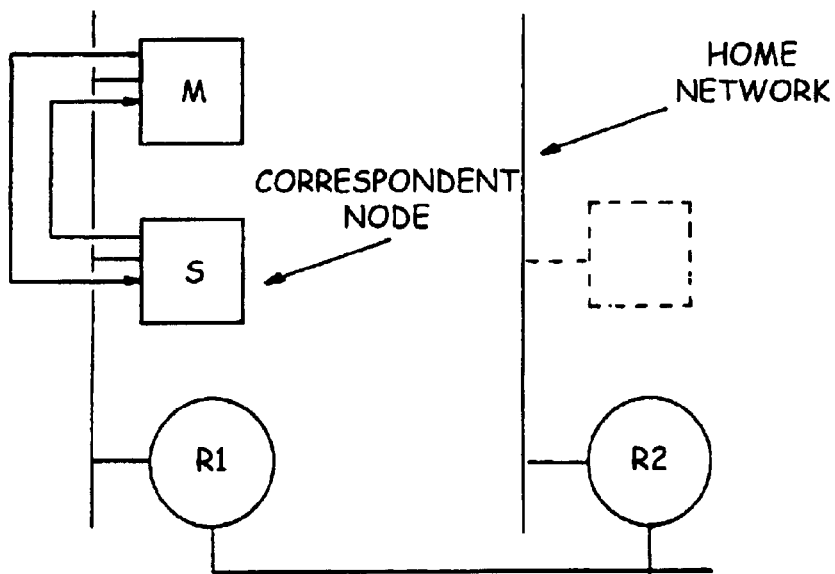 M
HOME
NETWORK
CORRESPONDENT
NODE
S
R1
R2